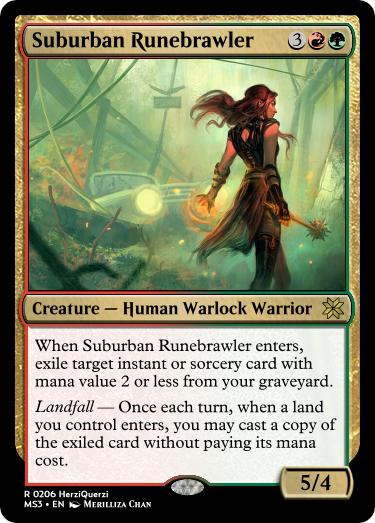 Suburban Runebrawler 3
Creature — Human Warlock Warrior
When Suburban Runebrawler enters,
exile target instant or sorcery card with
mana value 2 or less from your graveyard.
Landfall — Once each turn, when a land
you control enters, you may cast a copy of
the exiled card without paying its mana
cost.
5/4
R 0206 HerziQuerzi
MS3 • EN Merilliza Chan